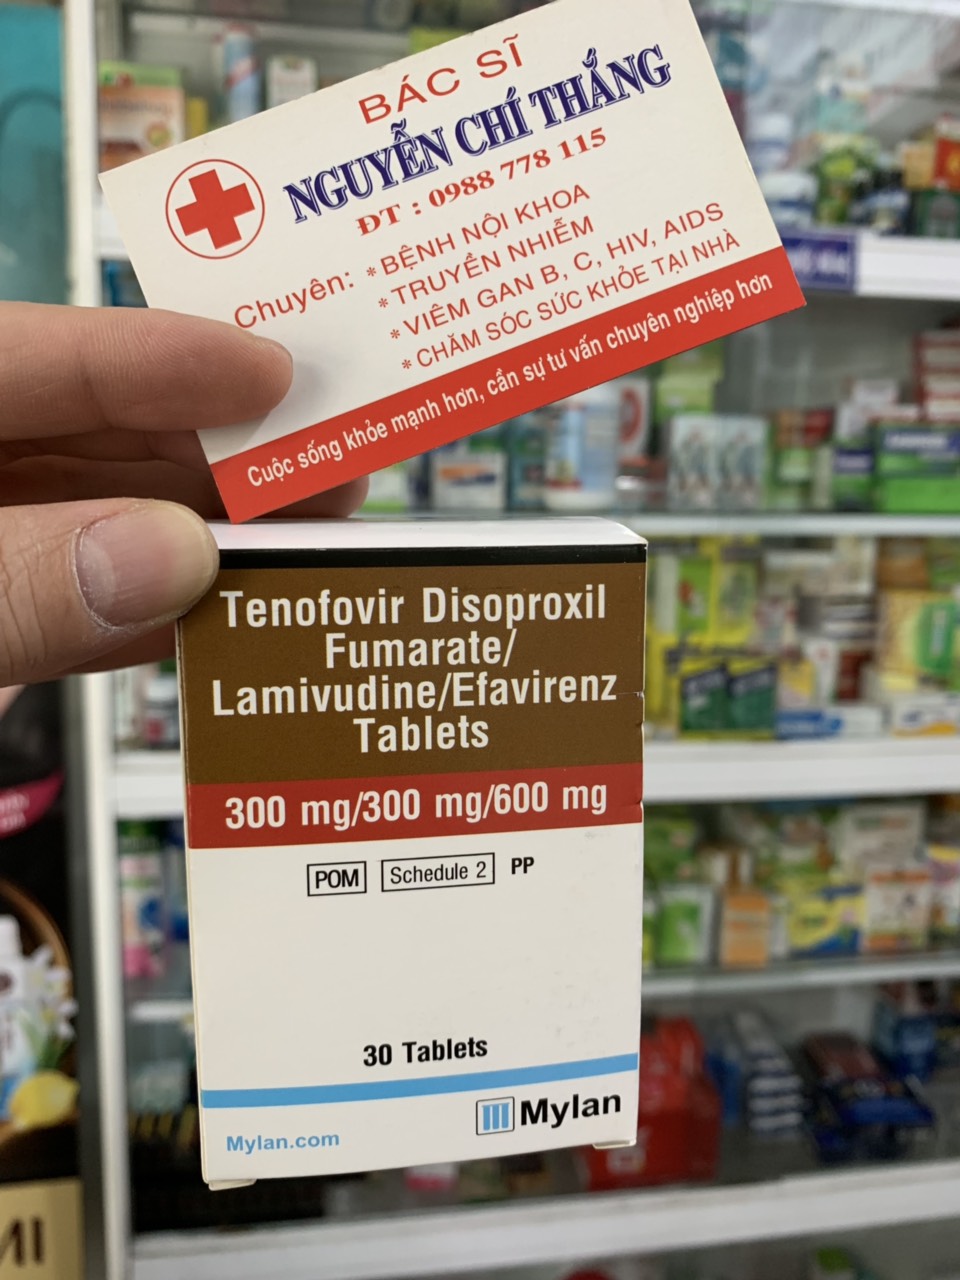 BÁC SĨ
NGUYỄN CHÍ THẮNG
ĐT : 0988 778 115
Chuyên: * BỆNH NỘI KHOA
* TRUYỀN NHIỄM
* VIÊM GAN B, C, HIV, AIDS
* CHĂM SÓC SỨC KHỎE TẠI NHÀ
Cuộc sống khỏe mạnh hơn, cần sự tư vấn chuyên nghiệp hơn
Tenofovir Disoproxil
Fumarate/
Lamivudine/Efavirenz
Tablets
300 mg/300 mg/600 mg
POM Schedule 2 PP
30 Tablets
Mylan
Mylan.com